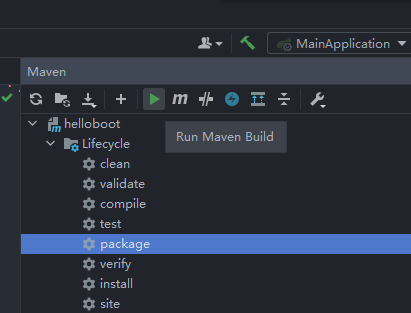 MainApplication
Maven
m
helloboot
Run Maven Build
Lifecycle
clean
validate
compile
test
package
verify
install
site